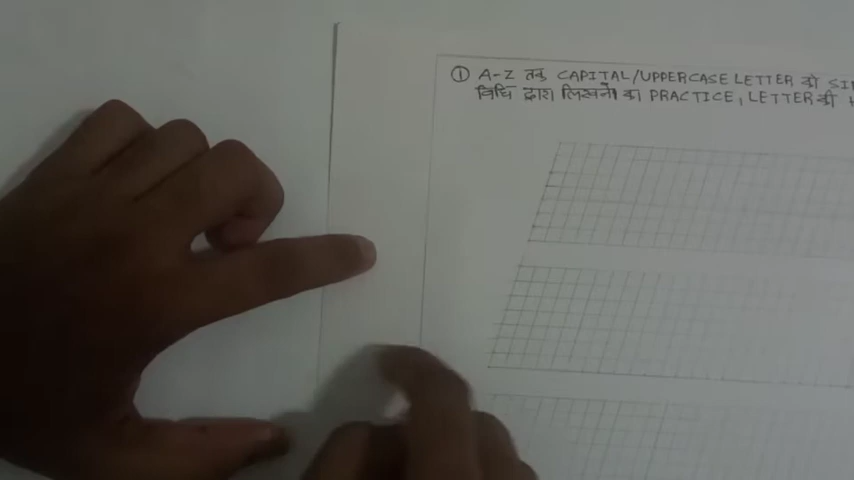 ① A-Z तक CAPITAL/UPPERCASE LETTER को
विधि द्वारा लिखना का PRACTICE, LETTER की